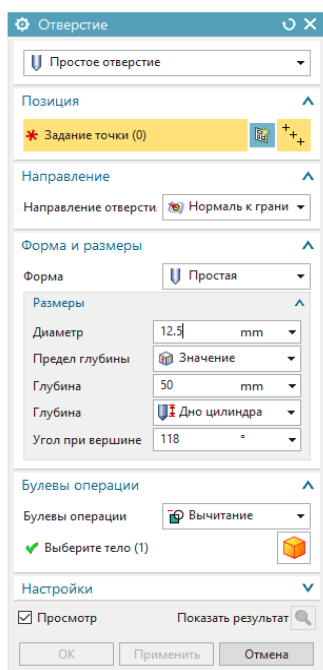 Отверстие
Простое отверстие
Позиция
Задание точки (0)
Направление
Направление отверсти Нормаль к грани
Форма и размеры
Форма Простая
Размеры
Диаметр 12.5 mm
Предел глубины Значение
Глубина 50 mm
Глубина Дно цилиндра
Угол при вершине 118 °
Булевы операции
Булевы операции Вычитание
Выберите тело (1)
Настройки
Просмотр Показать результат
ОК Применить Отмена